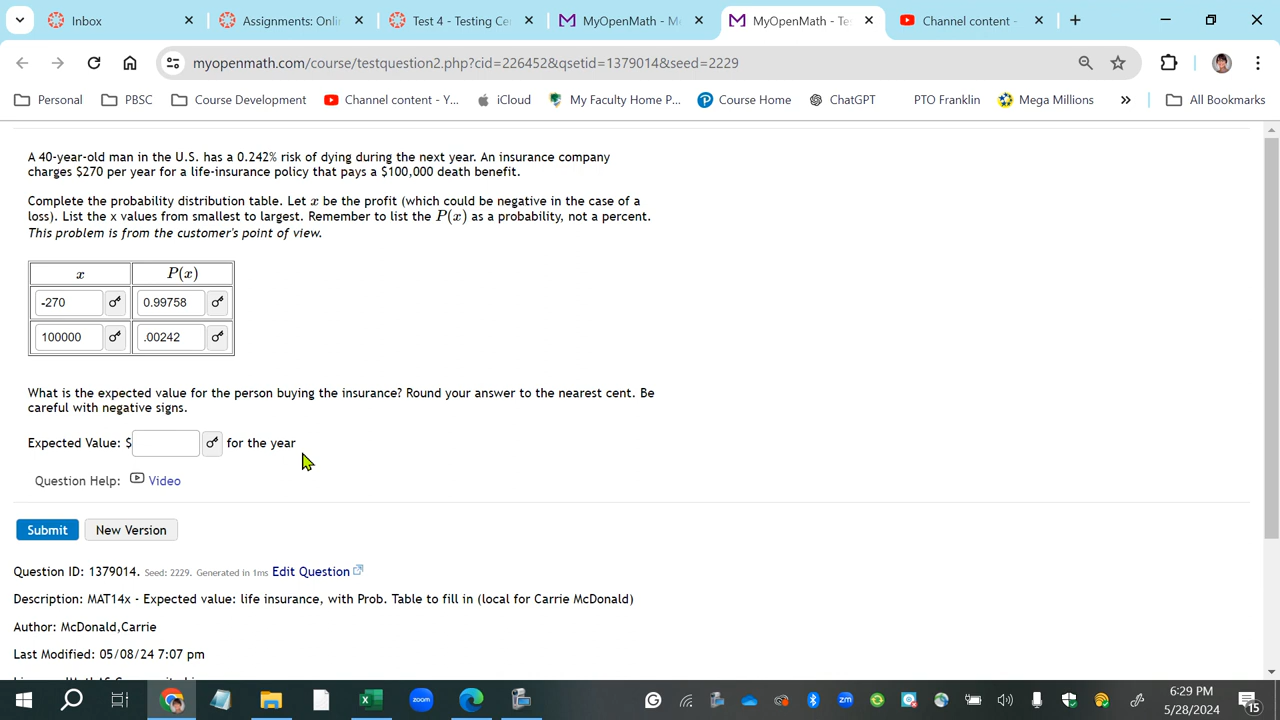 Inbox
Assignments: Onli
Test 4 - Testing Ce
MyOpenMath - M
MyOpenMath - Te
Channel content -
myopenmath.com/course/testquestion2.php?cid=226452&qsetid=1379014&seed=2229
Personal
PBSC
Course Development
Channel content - Y...
iCloud
My Faculty Home P...
Course Home
ChatGPT
PTO Franklin
Mega Millions
All Bookmarks
A 40-year-old man in the U.S. has a 0.242% risk of dying during the next year. An insurance company
charges $270 per year for a life-insurance policy that pays a $100,000 death benefit.
Complete the probability distribution table. Let x be the profit (which could be negative in the case of a
loss). List the x values from smallest to largest. Remember to list the P(x) as a probability, not a percent.
This problem is from the customer's point of view.
x P(x)
-270 0.99758
100000 .00242
What is the expected value for the person buying the insurance? Round your answer to the nearest cent. Be
careful with negative signs.
Expected Value: $ for the year
Question Help: Video
Submit New Version
Question ID: 1379014. Seed: 2229. Generated in 1ms Edit Question
Description: MAT14x - Expected value: life insurance, with Prob. Table to fill in (local for Carrie McDonald)
Author: McDonald,Carrie
Last Modified: 05/08/24 7:07 pm
zoom
zm
6:29 PM
5/28/2024
15